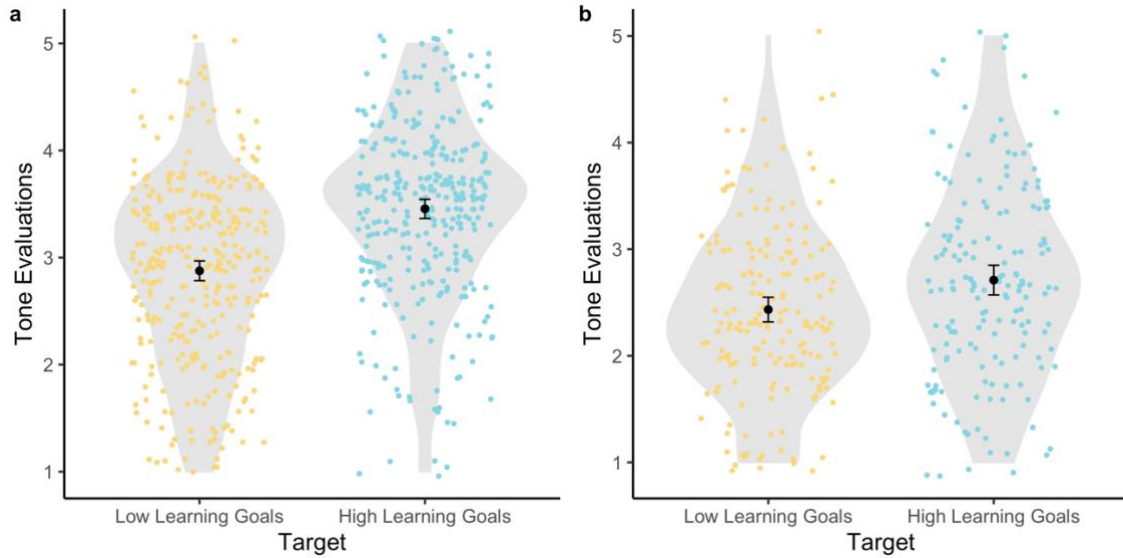 a
5
4
3
2
1
Tone Evaluations
Low Learning Goals
High Learning Goals
Target
b
5
4
3
2
1
Tone Evaluations
Low Learning Goals
High Learning Goals
Target